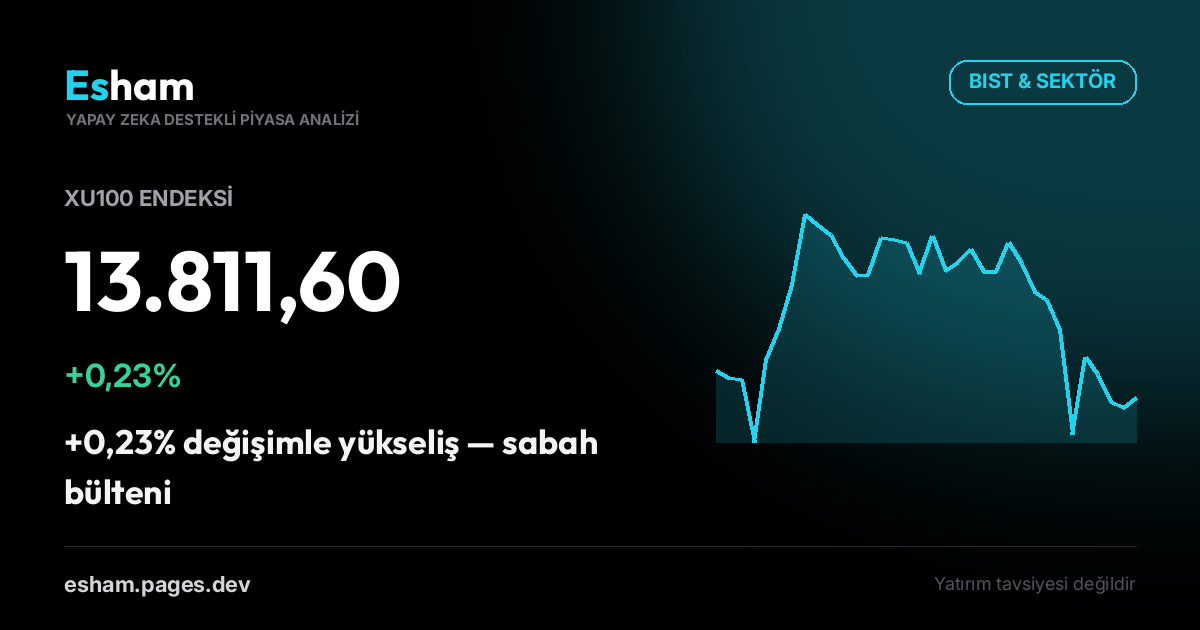 Esham
BIST & SEKTÖR
YAPAY ZEKA DESTEKLİ PİYASA ANALİZİ
XU100 ENDEKSİ
13.811,60
+0,23%
+0,23% değişimle yükseliş — sabah
bülteni
esham.pages.dev
Yatırım tavsiyesi değildir